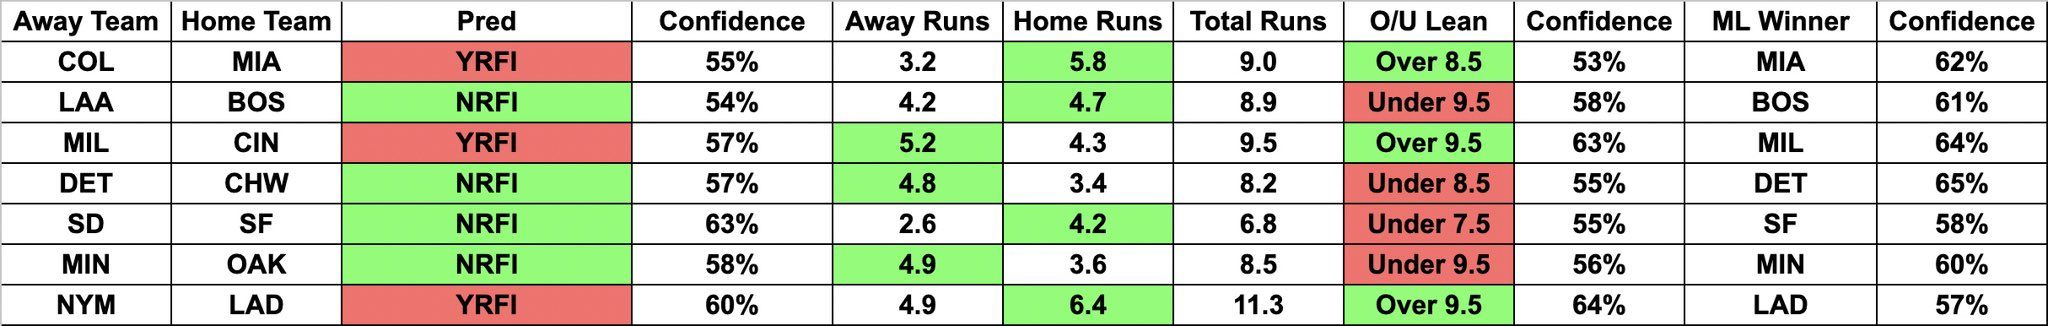 Away Team Home Team Pred Confidence Away Runs Home Runs Total Runs O/U Lean Confidence ML Winner Confidence
COL MIA YRFI 55% 3.2 5.8 9.0 Over 8.5 53% MIA 62%
LAA BOS NRFI 54% 4.2 4.7 8.9 Under 9.5 58% BOS 61%
MIL CIN YRFI 57% 5.2 4.3 9.5 Over 9.5 63% MIL 64%
DET CHW NRFI 57% 4.8 3.4 8.2 Under 8.5 55% DET 65%
SD SF NRFI 63% 2.6 4.2 6.8 Under 7.5 55% SF 58%
MIN OAK NRFI 58% 4.9 3.6 8.5 Under 9.5 56% MIN 60%
NYM LAD YRFI 60% 4.9 6.4 11.3 Over 9.5 64% LAD 57%